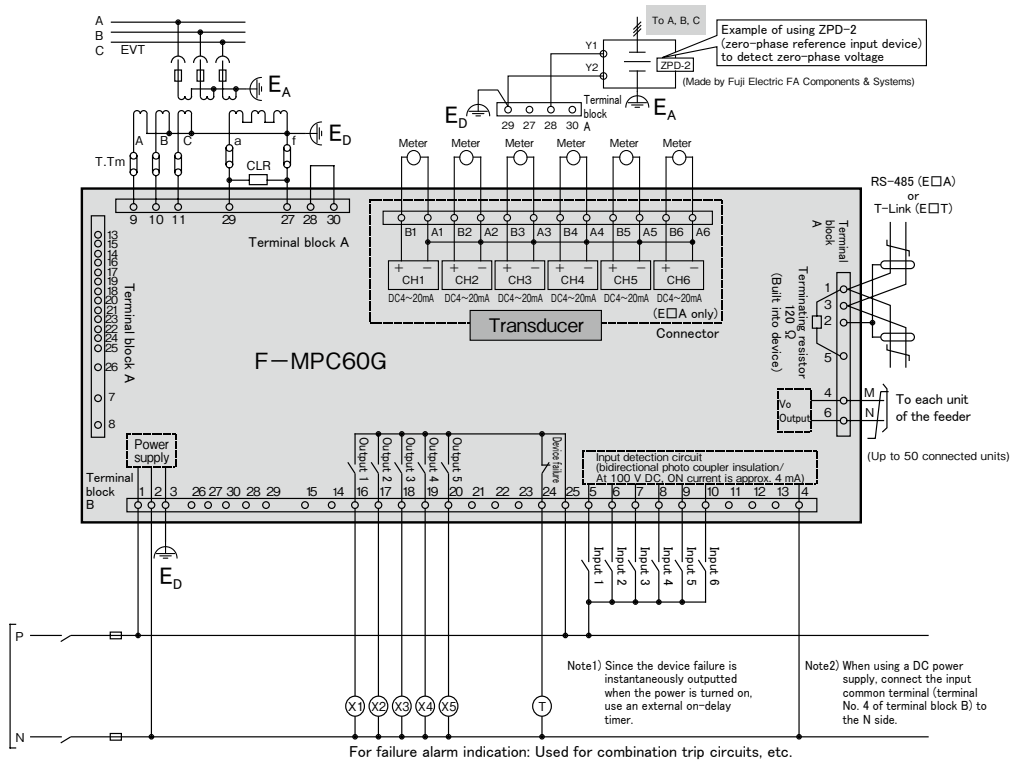 A
B
C EVT
E_A
A B C a f
E_D
T.Tm
CLR
9 10 11 29 27 28 30
Terminal block A
To A, B, C
Y1
Y2
ZPD-2
Example of using ZPD-2
(zero-phase reference input device)
to detect zero-phase voltage
(Made by Fuji Electric FA Components & Systems)
E_D
E_A
Terminal
block
A
29 27 28 30
Meter Meter Meter Meter Meter Meter
B1 A1 B2 A2 B3 A3 B4 A4 B5 A5 B6 A6
+ − + − + − + − + − + −
CH1 CH2 CH3 CH4 CH5 CH6
DC4~20mA DC4~20mA DC4~20mA DC4~20mA DC4~20mA DC4~20mA
(E□A only)
Transducer
Connector
RS-485 (E□A)
or
T-Link (E□T)
Terminal
block
A
1
3
2
5
Terminating resistor
120 Ω
(Built into device)
Vo
Output
4
6
M
N
To each unit
of the feeder
(Up to 50 connected units)
13
15
14
16
17
19
18
20
21
23
22
24
25
26
7
8
Terminal block A
F-MPC60G
Power
supply
Output 1
Output 2
Output 3
Output 4
Output 5
Device failure
Input detection circuit
(bidirectional photo coupler insulation/
At 100 V DC, ON current is approx. 4 mA)
Terminal
block
B
1 2 3 26 27 30 28 29 15 14 16 17 18 19 20 21 22 23 24 25 5 6 7 8 9 10 11 12 13 4
E_D
Input 1
Input 2
Input 3
Input 4
Input 5
Input 6
P
N
X1 X2 X3 X4 X5 T
Note1) Since the device failure is
instantaneously outputted
when the power is turned on,
use an external on-delay
timer.
Note2) When using a DC power
supply, connect the input
common terminal (terminal
No. 4 of terminal block B) to
the N side.
For failure alarm indication: Used for combination trip circuits, etc.